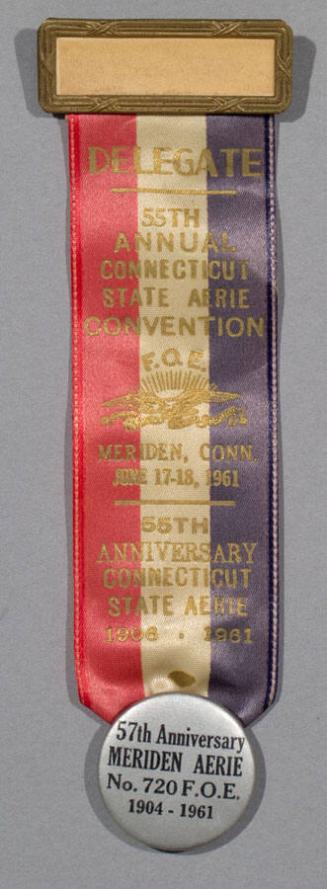 DELEGATE
55TH
ANNUAL
CONNECTICUT
STATE AERIE
CONVENTION
F.O.E.
MERIDEN, CONN.
JUNE 17-18, 1961
55TH
ANNIVERSARY
CONNECTICUT
STATE AERIE
1906 · 1961
57th Anniversary
MERIDEN AERIE
No. 720 F.O.E.
1904 - 1961